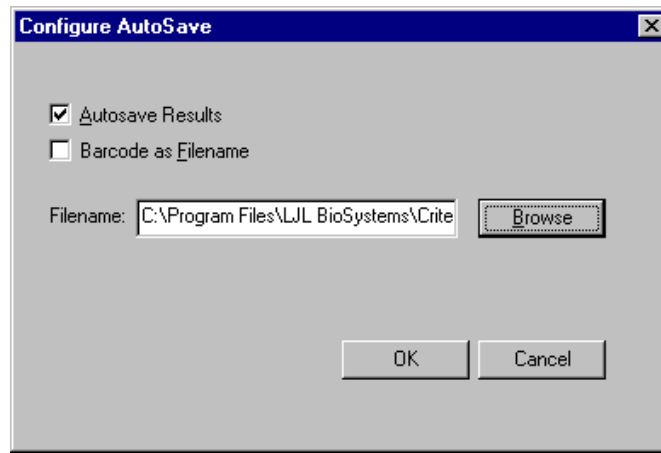 Configure AutoSave
Autosave Results
Barcode as Filename
Filename: C:\Program Files\LJL BioSystems\Crite Browse
OK Cancel